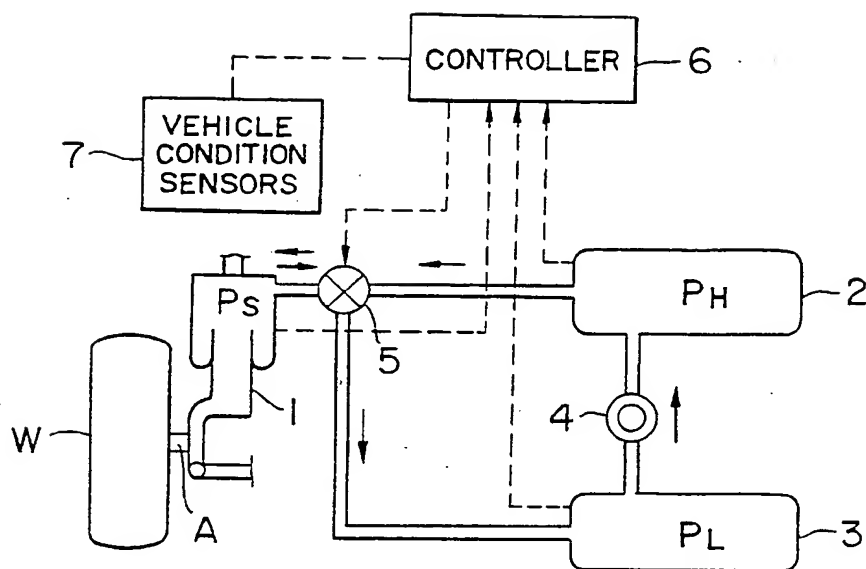 CONTROLLER
6
VEHICLE
CONDITION
SENSORS
7
PS
PH
2
5
1
4
W
A
PL
3